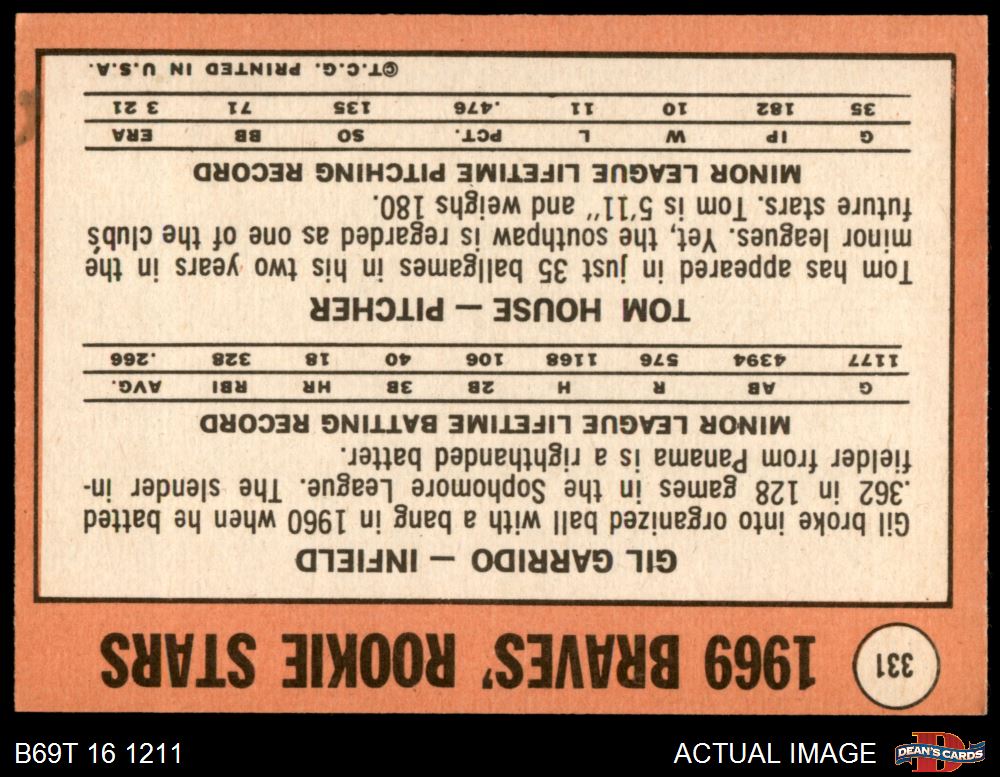 331
1969 BRAVES' ROOKIE STARS
GIL GARRIDO — INFIELD
Gil broke into organized ball with a bang in 1960 when he batted
.362 in 128 games in the Sophomore League. The slender in-
fielder from Panama is a righthanded batter.
MINOR LEAGUE LIFETIME BATTING RECORD
G AB R H 2B 3B HR RBI AVG.
1177 4394 576 1168 106 40 18 328 .266
TOM HOUSE — PITCHER
Tom has appeared in just 35 ballgames in his two years in the
minor leagues. Yet, the southpaw is regarded as one of the club's
future stars. Tom is 5'11" and weighs 180.
MINOR LEAGUE LIFETIME PITCHING RECORD
G IP W L PCT. SO BB ERA
35 182 10 11 .476 135 71 3 21
©T.C.G. PRINTED IN U.S.A.
B69T 16 1211
ACTUAL IMAGE
D
DEAN'S CARDS